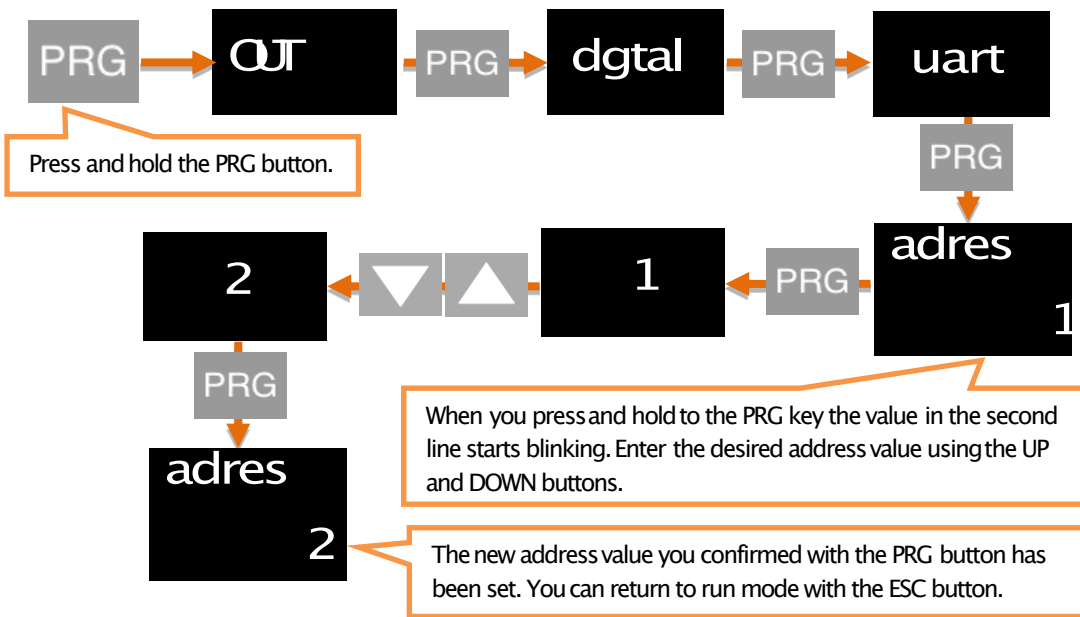 PRG
OUT
PRG
dgtal
PRG
uart
Press and hold the PRG button.
PRG
adres
1
PRG
1
2
PRG
adres
2
When you press and hold to the PRG key the value in the second
line starts blinking. Enter the desired address value using the UP
and DOWN buttons.
The new address value you confirmed with the PRG button has
been set. You can return to run mode with the ESC button.